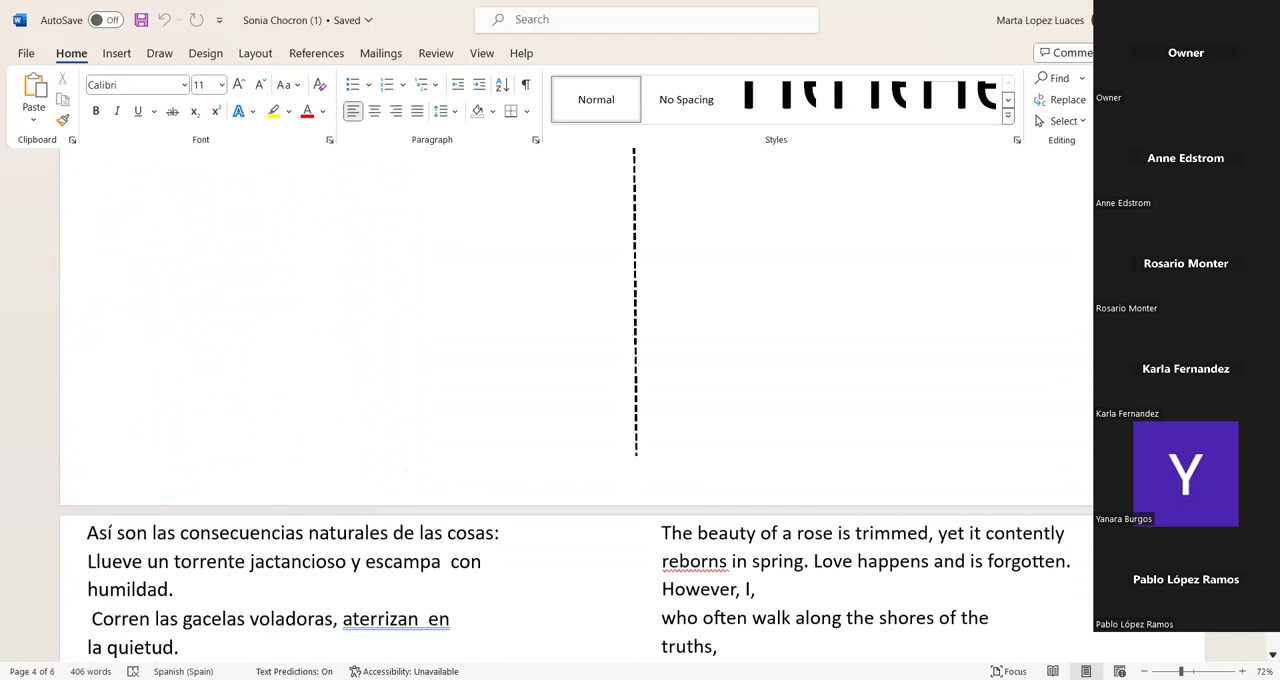 AutoSave Off Sonia Chocron (1) • Saved Search Marta Lopez Luaces
File Home Insert Draw Design Layout References Mailings Review View Help Comme
Paste Calibri 11 Aa Normal No Spacing Find
Replace
Select
Clipboard Font Paragraph Styles Editing
Así son las consecuencias naturales de las cosas:
Llueve un torrente jactancioso y escampa con
humildad.
Corren las gacelas voladoras, aterrizan en
la quietud.
The beauty of a rose is trimmed, yet it contently
reborns in spring. Love happens and is forgotten.
However, I,
who often walk along the shores of the
truths,
Owner
Owner
Anne Edstrom
Anne Edstrom
Rosario Monter
Rosario Monter
Karla Fernandez
Karla Fernandez
Y
Yanara Burgos
Pablo López Ramos
Pablo López Ramos
Page 4 of 6 406 words Spanish (Spain) Text Predictions: On Accessibility: Unavailable Focus 72%